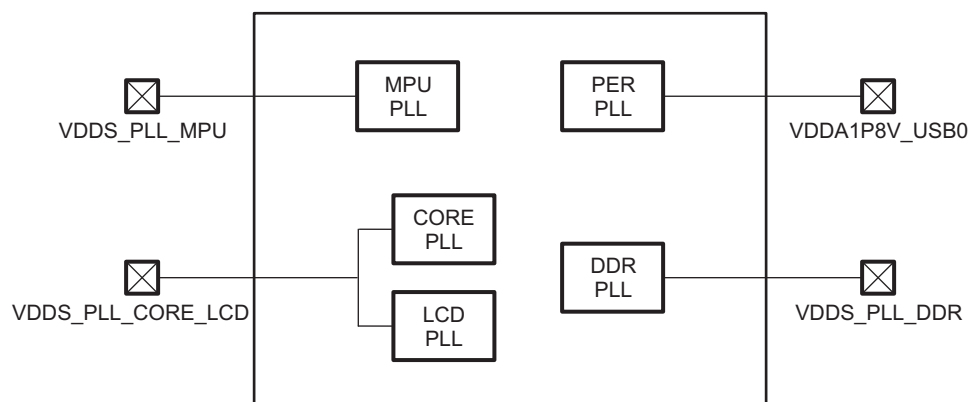 MPU
PLL
PER
PLL
VDDS_PLL_MPU
VDDA1P8V_USB0
CORE
PLL
DDR
PLL
LCD
PLL
VDDS_PLL_CORE_LCD
VDDS_PLL_DDR